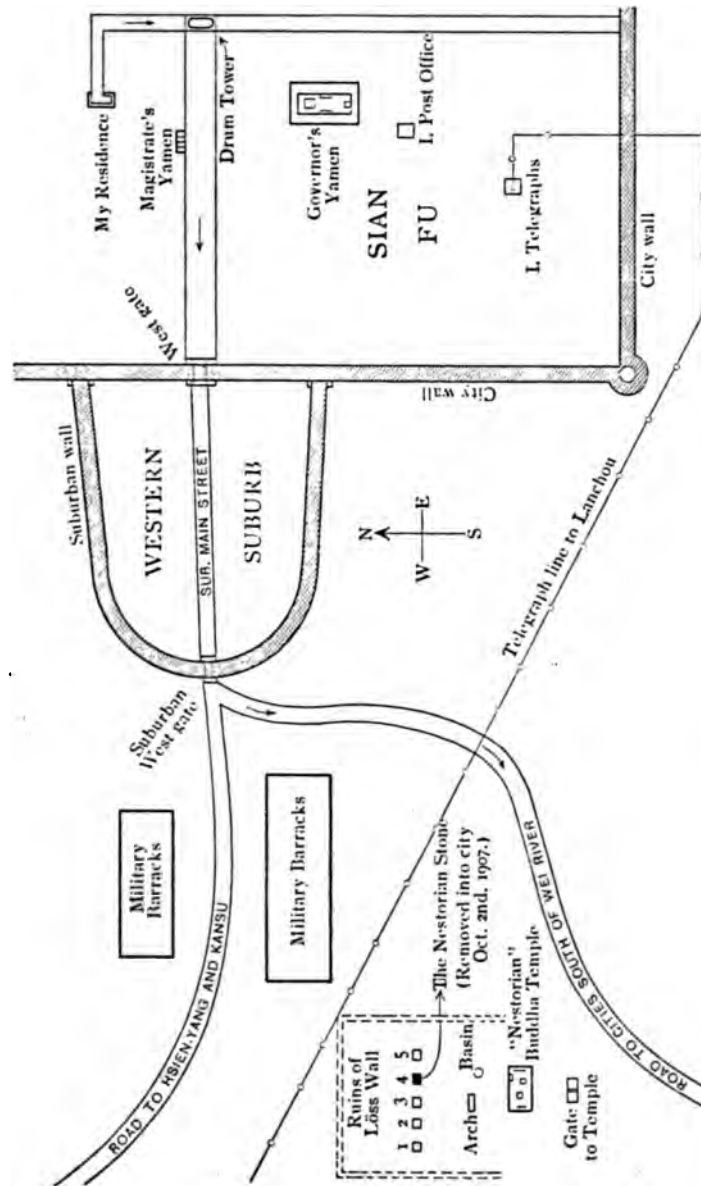 ROAD TO HSIEN-YANG AND KANSU
Military
Barracks
Military Barracks
Suburban
West gate
Suburban wall
WESTERN
SUBURB
SUB. MAIN STREET
West gate
My Residence
Magistrate's
Yamen
Drum Tower
Governor's
Yamen
I. Post Office
SIAN
FU
I. Telegraphs
City wall
City wall
N
W E
S
Telegraph line to Lanchou
Ruins of
Löss Wall
1 2 3 4 5
The Nestorian Stone
(Removed into city
Oct. 2nd. 1907.)
Arch
Basin
"Nestorian"
Buddha Temple
Gate
to Temple
ROAD TO CITIES SOUTH OF WEI RIVER